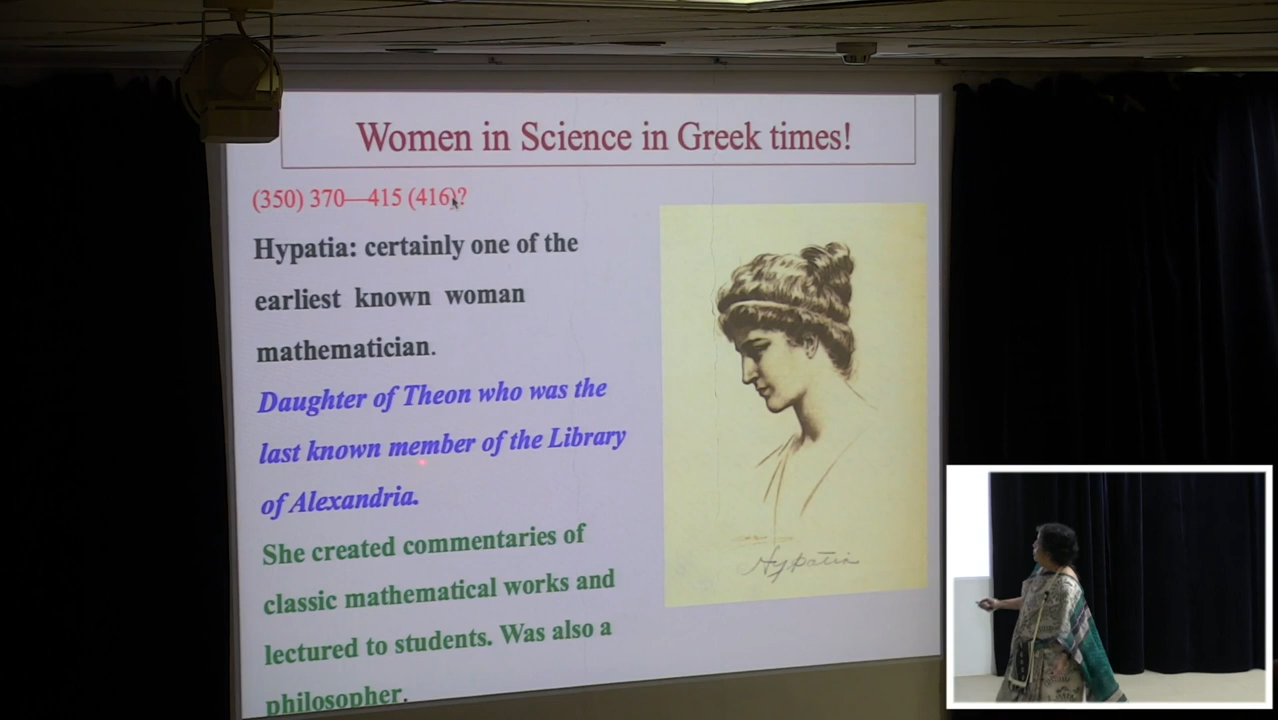 Women in Science in Greek times!
(350) 370—415 (416)?
Hypatia: certainly one of the
earliest known woman
mathematician.
Daughter of Theon who was the
last known member of the Library
of Alexandria.
She created commentaries of
classic mathematical works and
lectured to students. Was also a
philosopher.
Hypatia